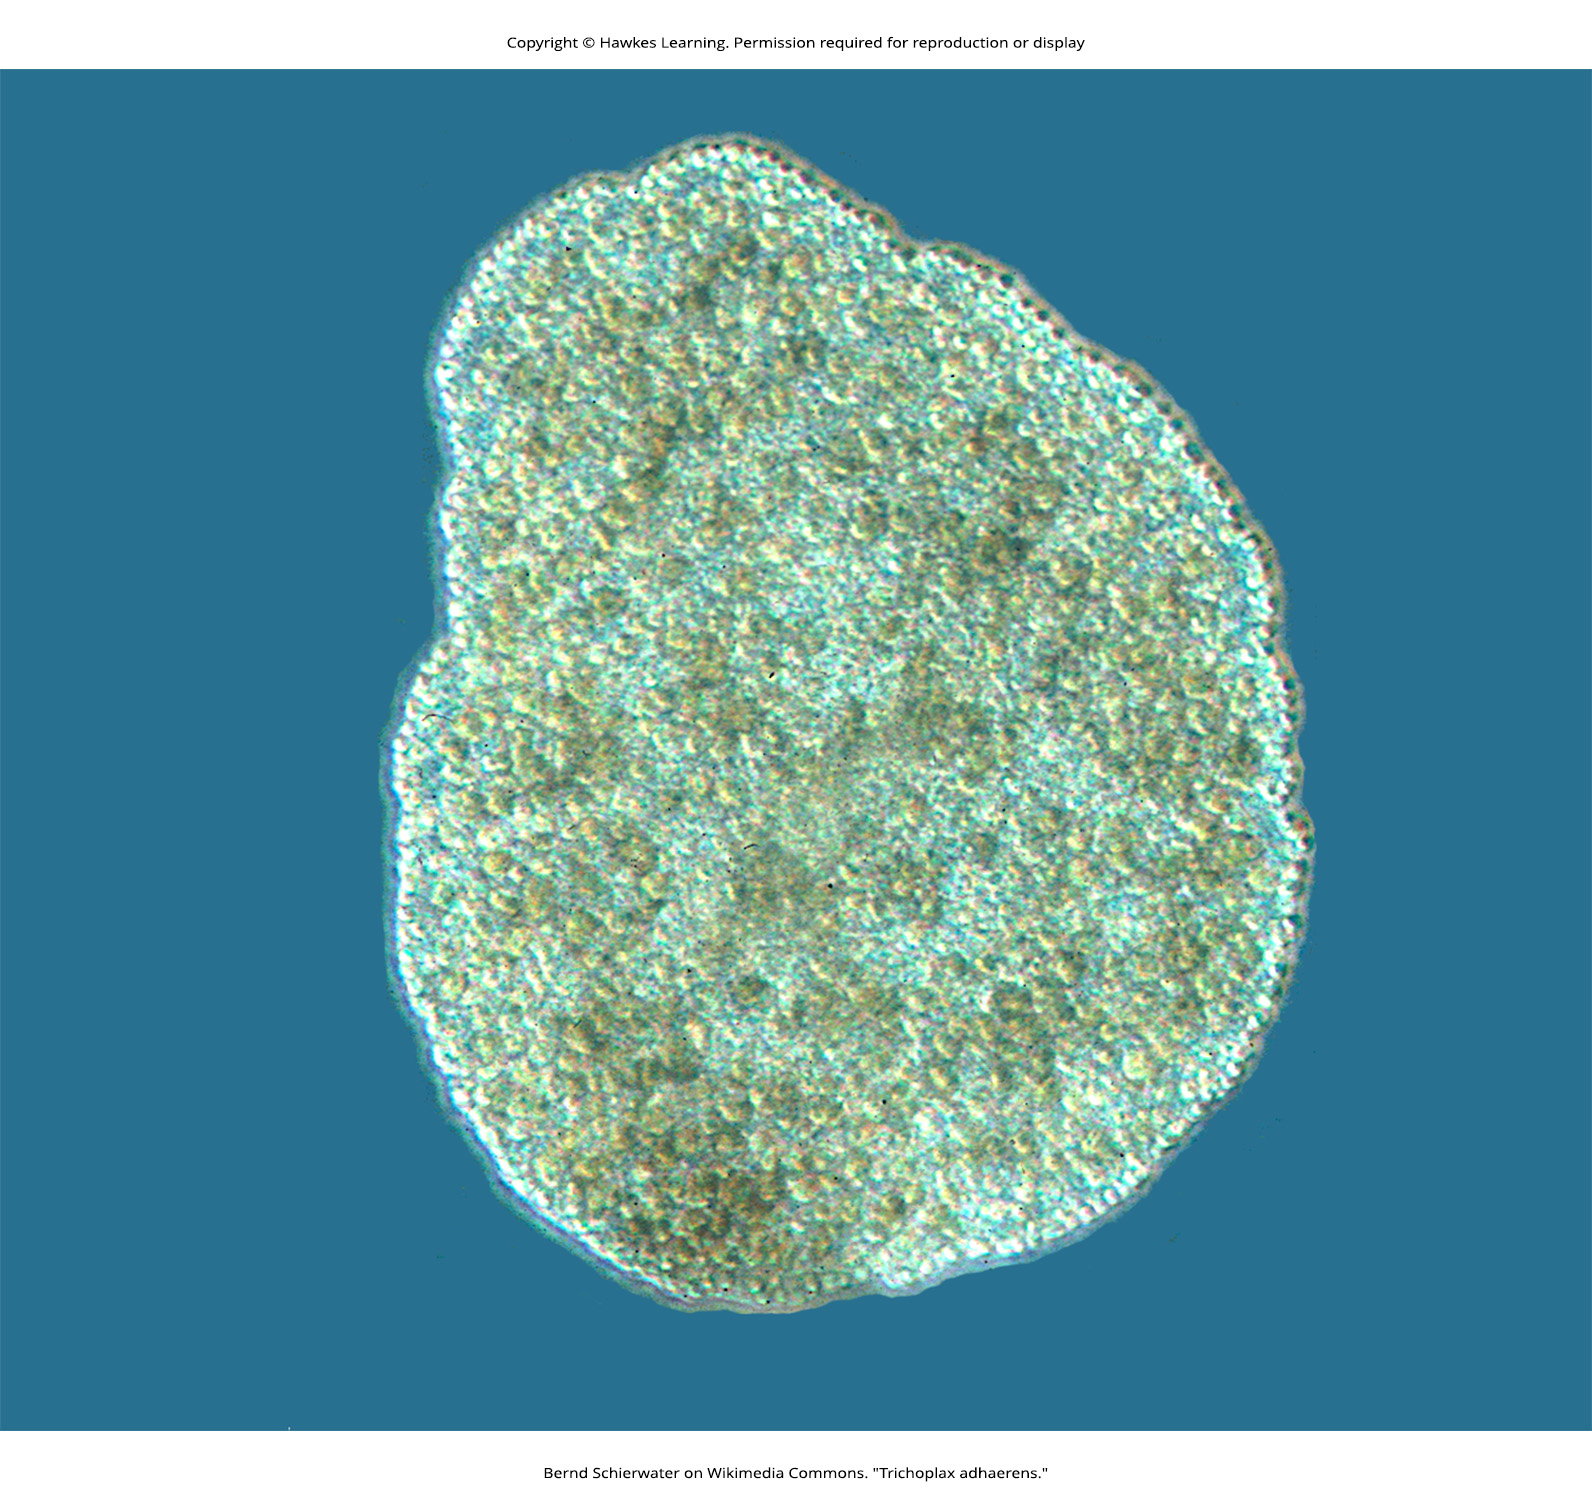 Copyright © Hawkes Learning. Permission required for reproduction or display
Bernd Schierwater on Wikimedia Commons. "Trichoplax adhaerens."